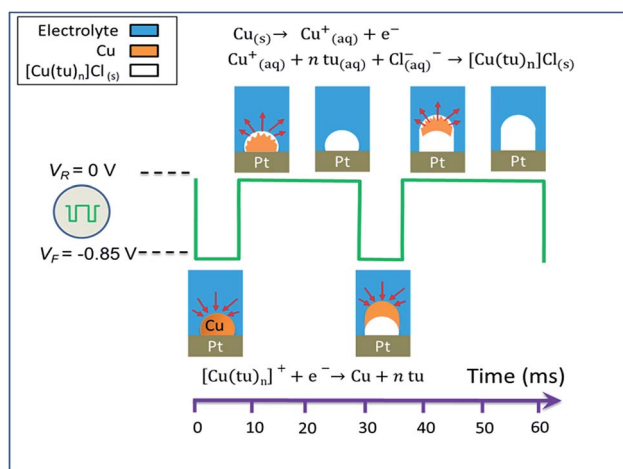 Electrolyte
Cu
[Cu(tu)ₙ]Cl₍ₛ₎
Cu₍ₛ₎→ Cu⁺₍aq₎ + e⁻
Cu⁺₍aq₎ + n tu₍aq₎ + Cl⁻₍aq₎⁻ → [Cu(tu)ₙ]Cl₍ₛ₎
Pt Pt Pt Pt
V_R = 0 V
V_F = -0.85 V
Cu
Pt Pt
[Cu(tu)ₙ]⁺ + e⁻→ Cu + n tu
Time (ms)
0 10 20 30 40 50 60